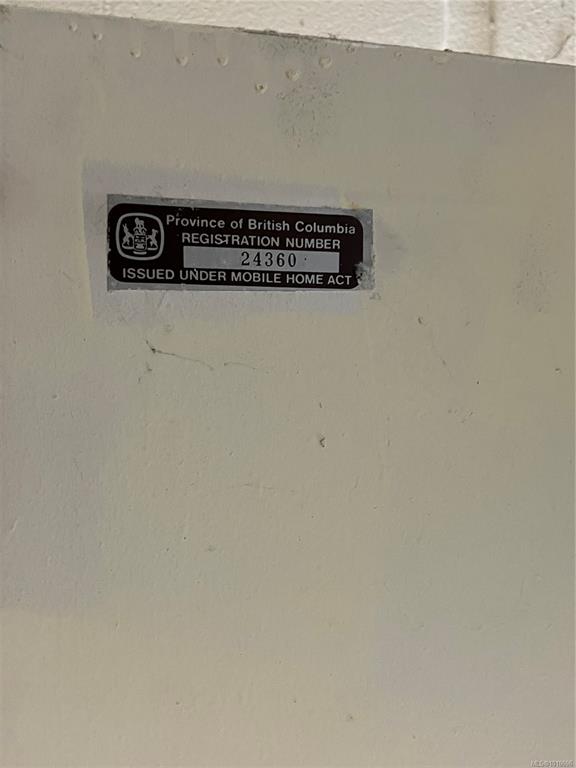 Province of British Columbia
REGISTRATION NUMBER
24360
ISSUED UNDER MOBILE HOME ACT